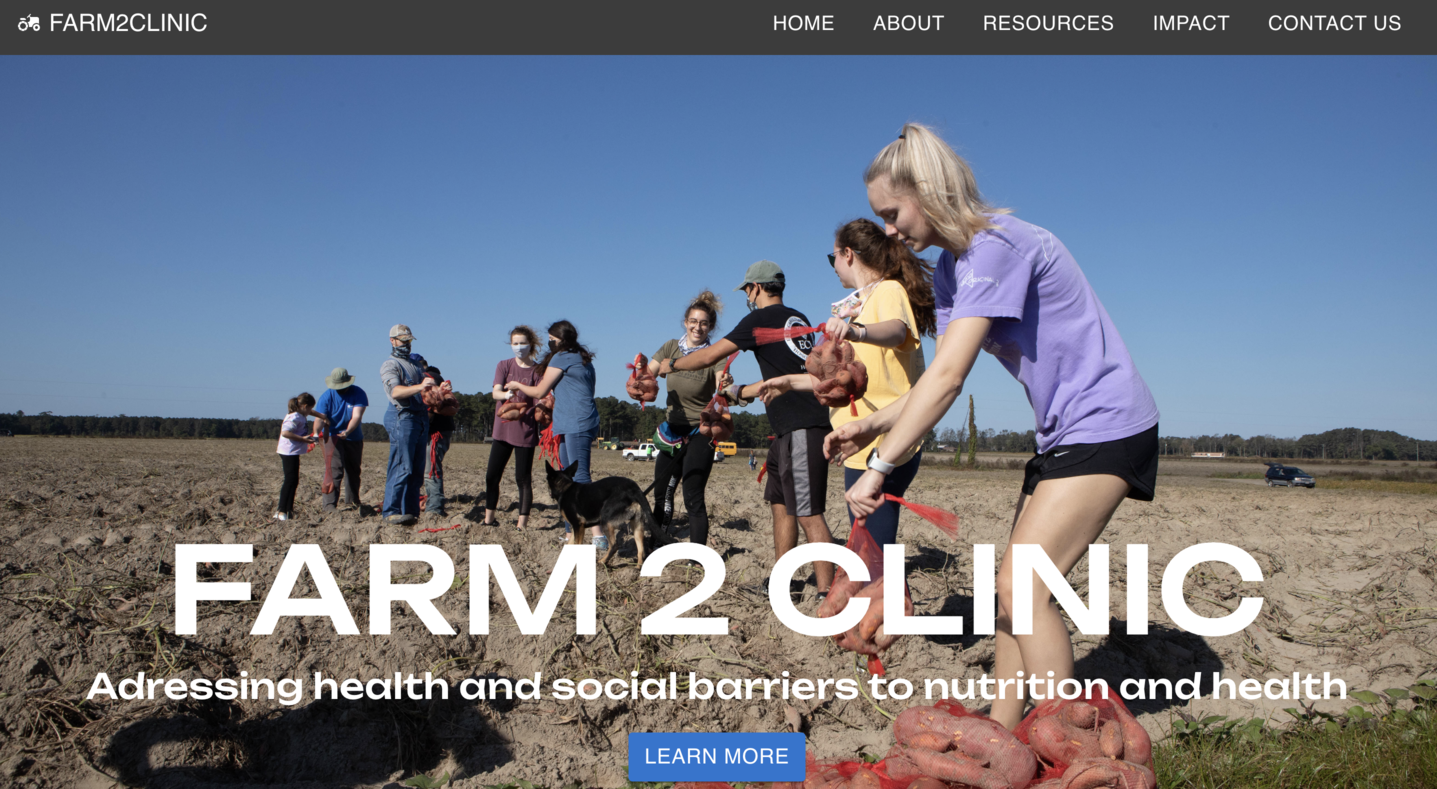 FARM2CLINIC
HOME ABOUT RESOURCES IMPACT CONTACT US
FARM 2 CLINIC
Adressing health and social barriers to nutrition and health
LEARN MORE